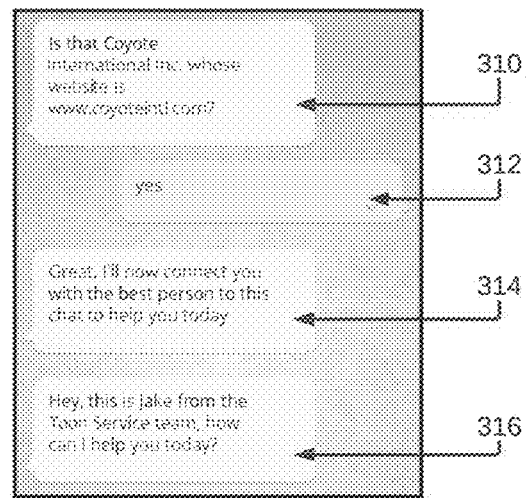 Is that Coyote
International Inc. whose
website is
www.coyoteintl.com?
310
yes
312
Great, I'll now connect you
with the best person to this
chat to help you today
314
Hey, this is Jake from the
Toon Service team, how
can I help you today?
316